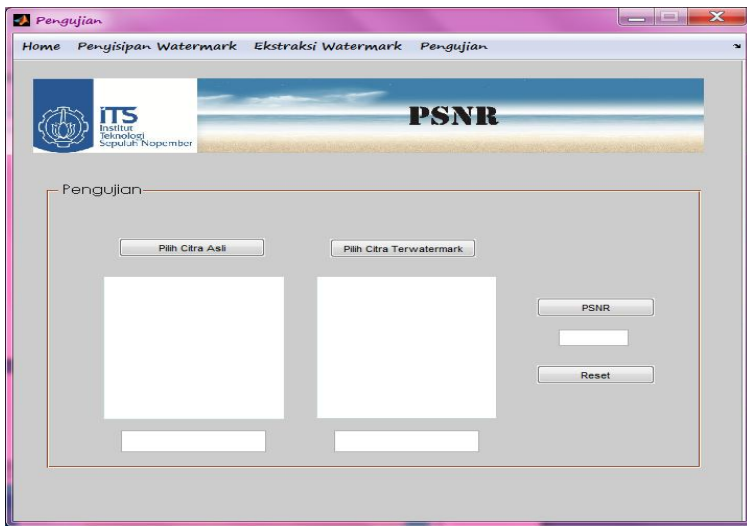 Pengujian
Home Penyisipan Watermark Ekstraksi Watermark Pengujian
iTS
Institut
Teknologi
Sepuluh Nopember
PSNR
Pengujian
Pilih Citra Asli Pilih Citra Terwatermark
PSNR
Reset